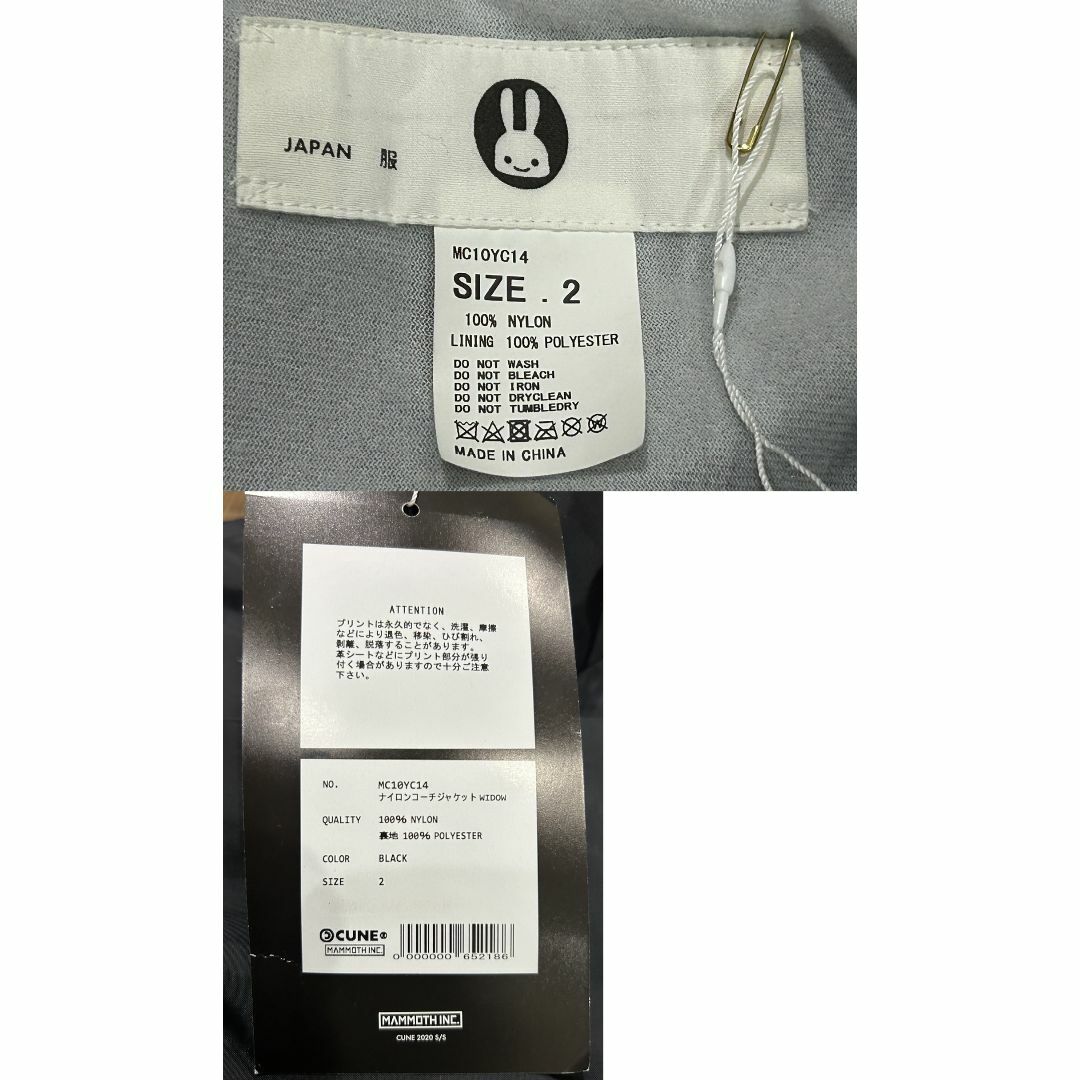 JAPAN 服
MC10YC14
SIZE . 2
100% NYLON
LINING 100% POLYESTER
DO NOT WASH
DO NOT BLEACH
DO NOT IRON
DO NOT DRYCLEAN
DO NOT TUMBLEDRY
W
MADE IN CHINA
ATTENTION
プリントは永久的でなく、洗濯、摩擦
などにより退色、移染、ひび割れ、
剥離、脱落することがあります。
革シートなどにプリント部分が張り
付く場合がありますので十分ご注意
下さい。
NO. MC10YC14
ナイロンコーチジャケット WIDOW
QUALITY 100% NYLON
裏地 100% POLYESTER
COLOR BLACK
SIZE 2
CUNE®
MAMMOTH INC.
0 000000 652186
MAMMOTH INC.
CUNE 2020 S/S